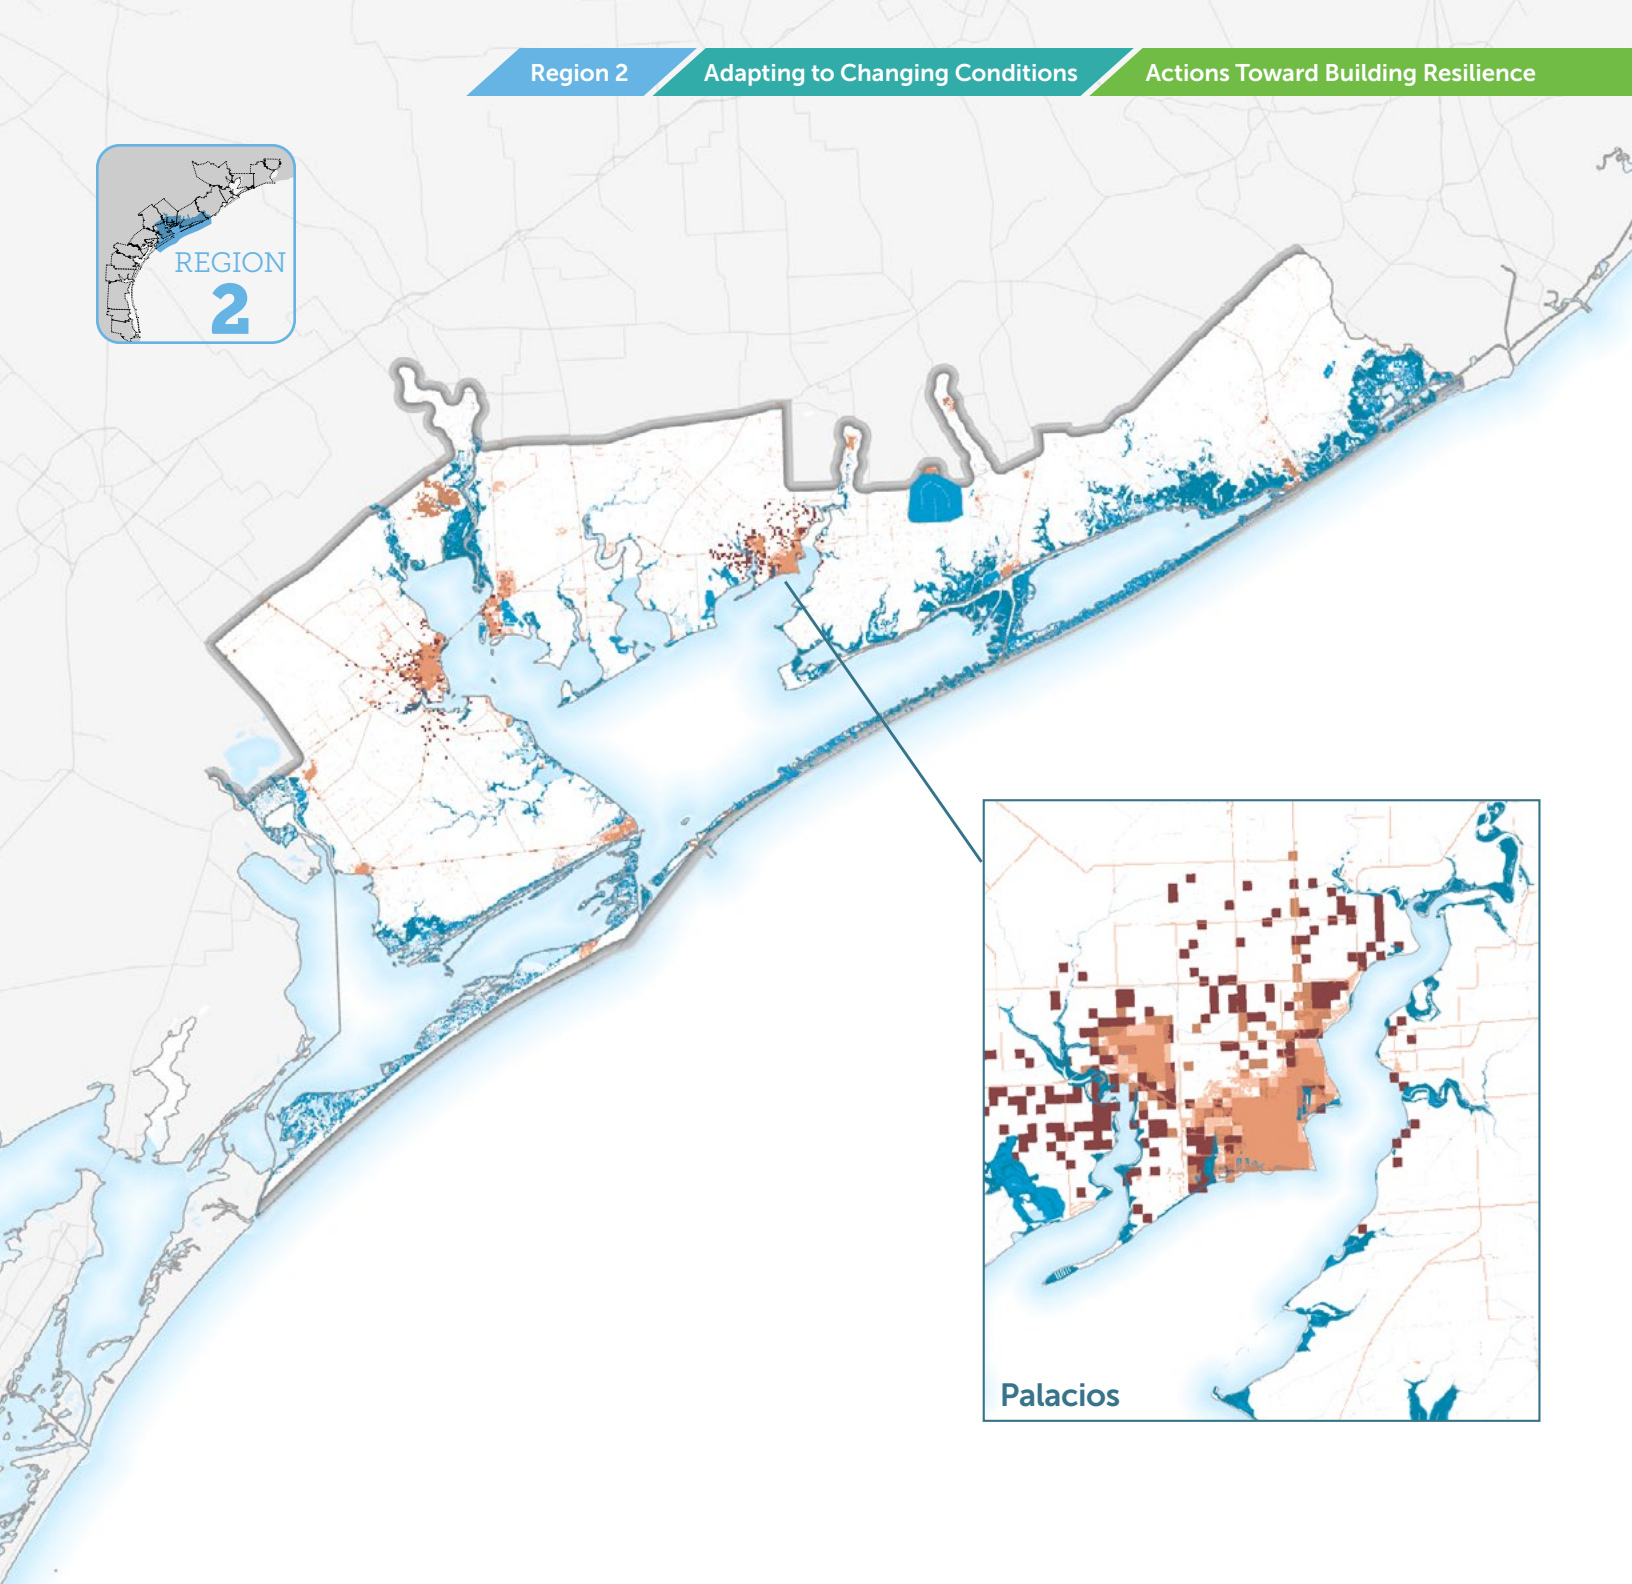 Region 2
Adapting to Changing Conditions
Actions Toward Building Resilience
REGION
2
Palacios